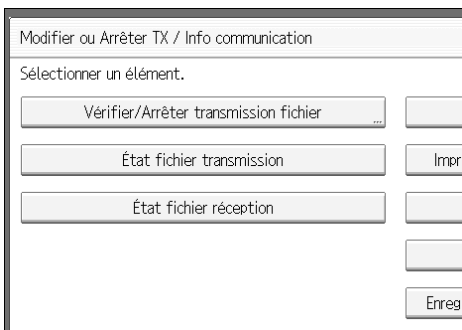 Modifier ou Arrêter TX / Info communication
Sélectionner un élément.
Vérifier/Arrêter transmission fichier
...
État fichier transmission
Impr
État fichier réception
Enreg